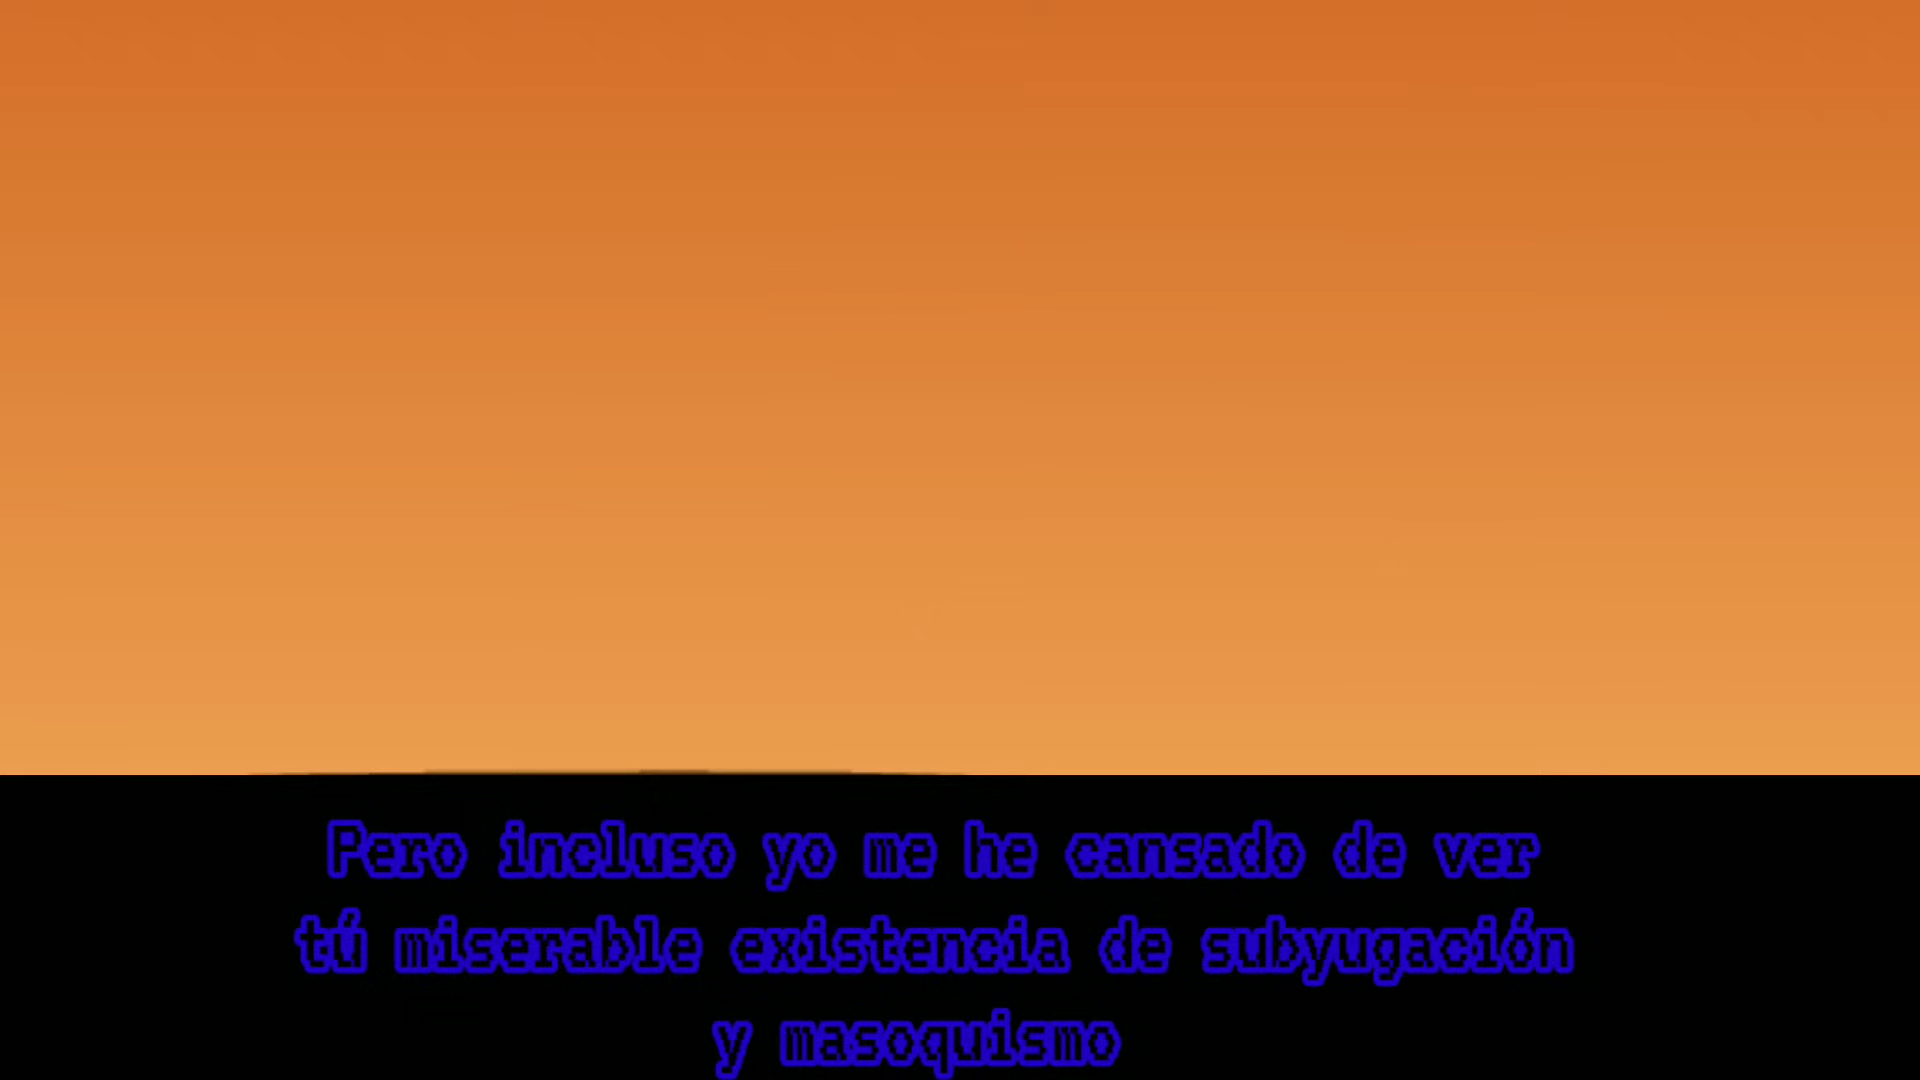 Pero incluso yo me he cansado de ver
tú miserable existencia de subyugación
y masoquismo